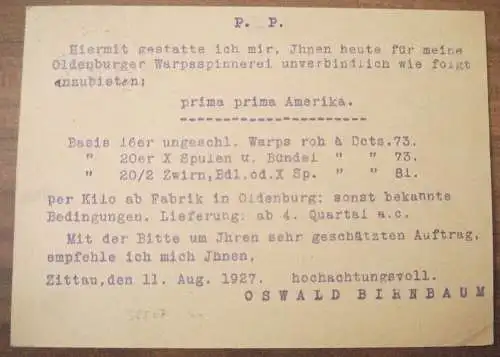 P. P.
Hiermit gestatte ich mir, Jhnen heute für meine
Oldenburger Warpsspinnerei unverbindlich wie folgt
anzubieten:
prima prima Amerika.
---------------------
Basis 16er ungeschl. Warps roh à Dcts.73.
" 20er X Spulen u. Bündel " " 73.
" 20/2 Zwirn,Bdl.od.X Sp. " " 81.
per Kilo ab Fabrik in Oldenburg: sonst bekannte
Bedingungen. Lieferung: ab 4. Quartal a.c.
Mit der Bitte um Jhren sehr geschätzten Auftrag,
empfehle ich mich Jhnen,
Zittau,den 11. Aug. 1927. hochachtungsvoll.
OSWALD BIRNBAUM